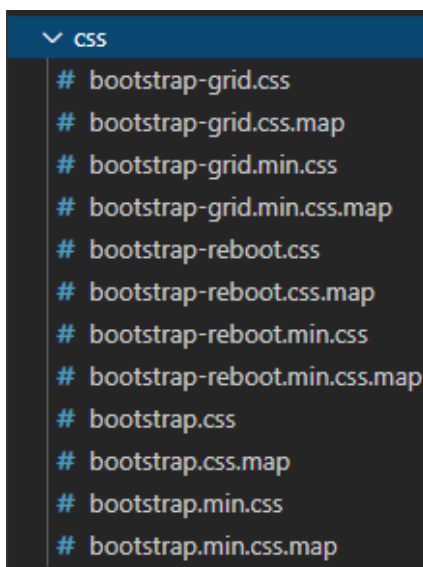 css
# bootstrap-grid.css
# bootstrap-grid.css.map
# bootstrap-grid.min.css
# bootstrap-grid.min.css.map
# bootstrap-reboot.css
# bootstrap-reboot.css.map
# bootstrap-reboot.min.css
# bootstrap-reboot.min.css.map
# bootstrap.css
# bootstrap.css.map
# bootstrap.min.css
# bootstrap.min.css.map